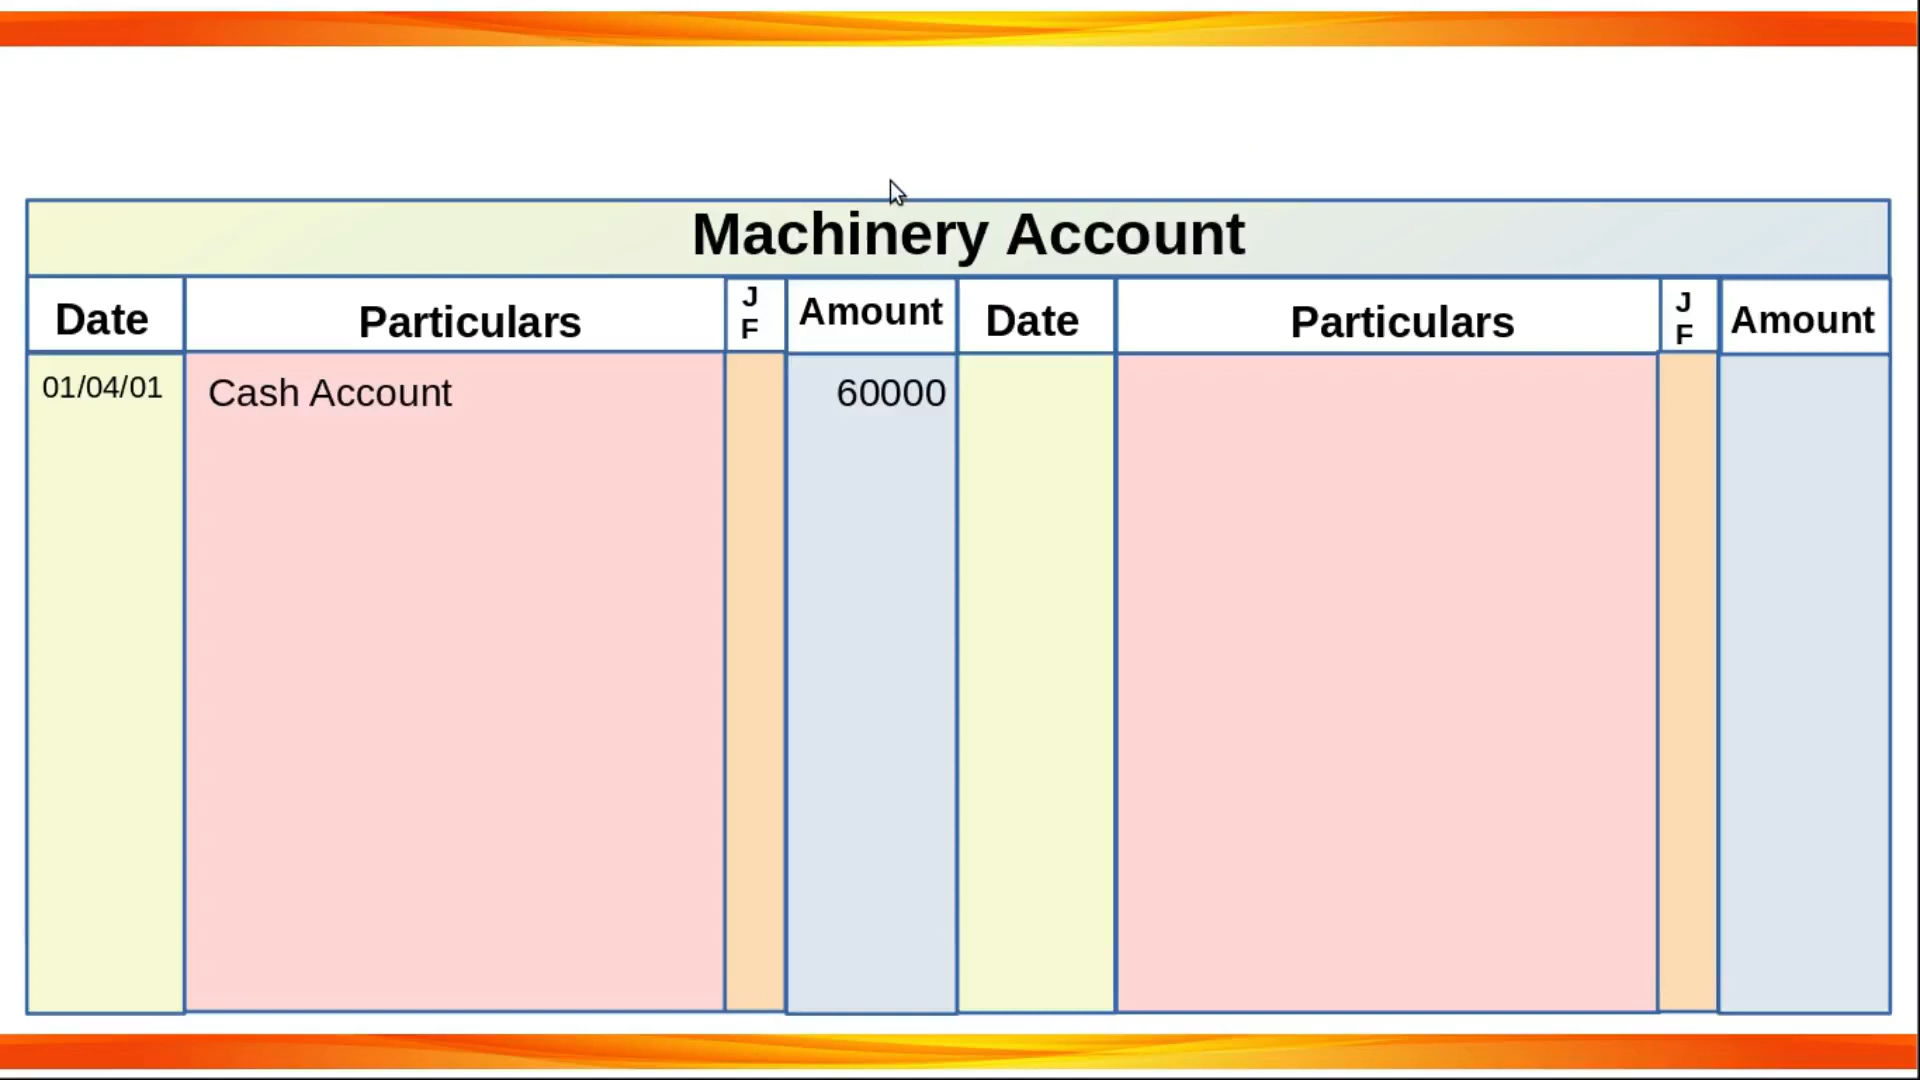 Machinery Account
Date Particulars J F Amount Date Particulars J F Amount
01/04/01 Cash Account 60000